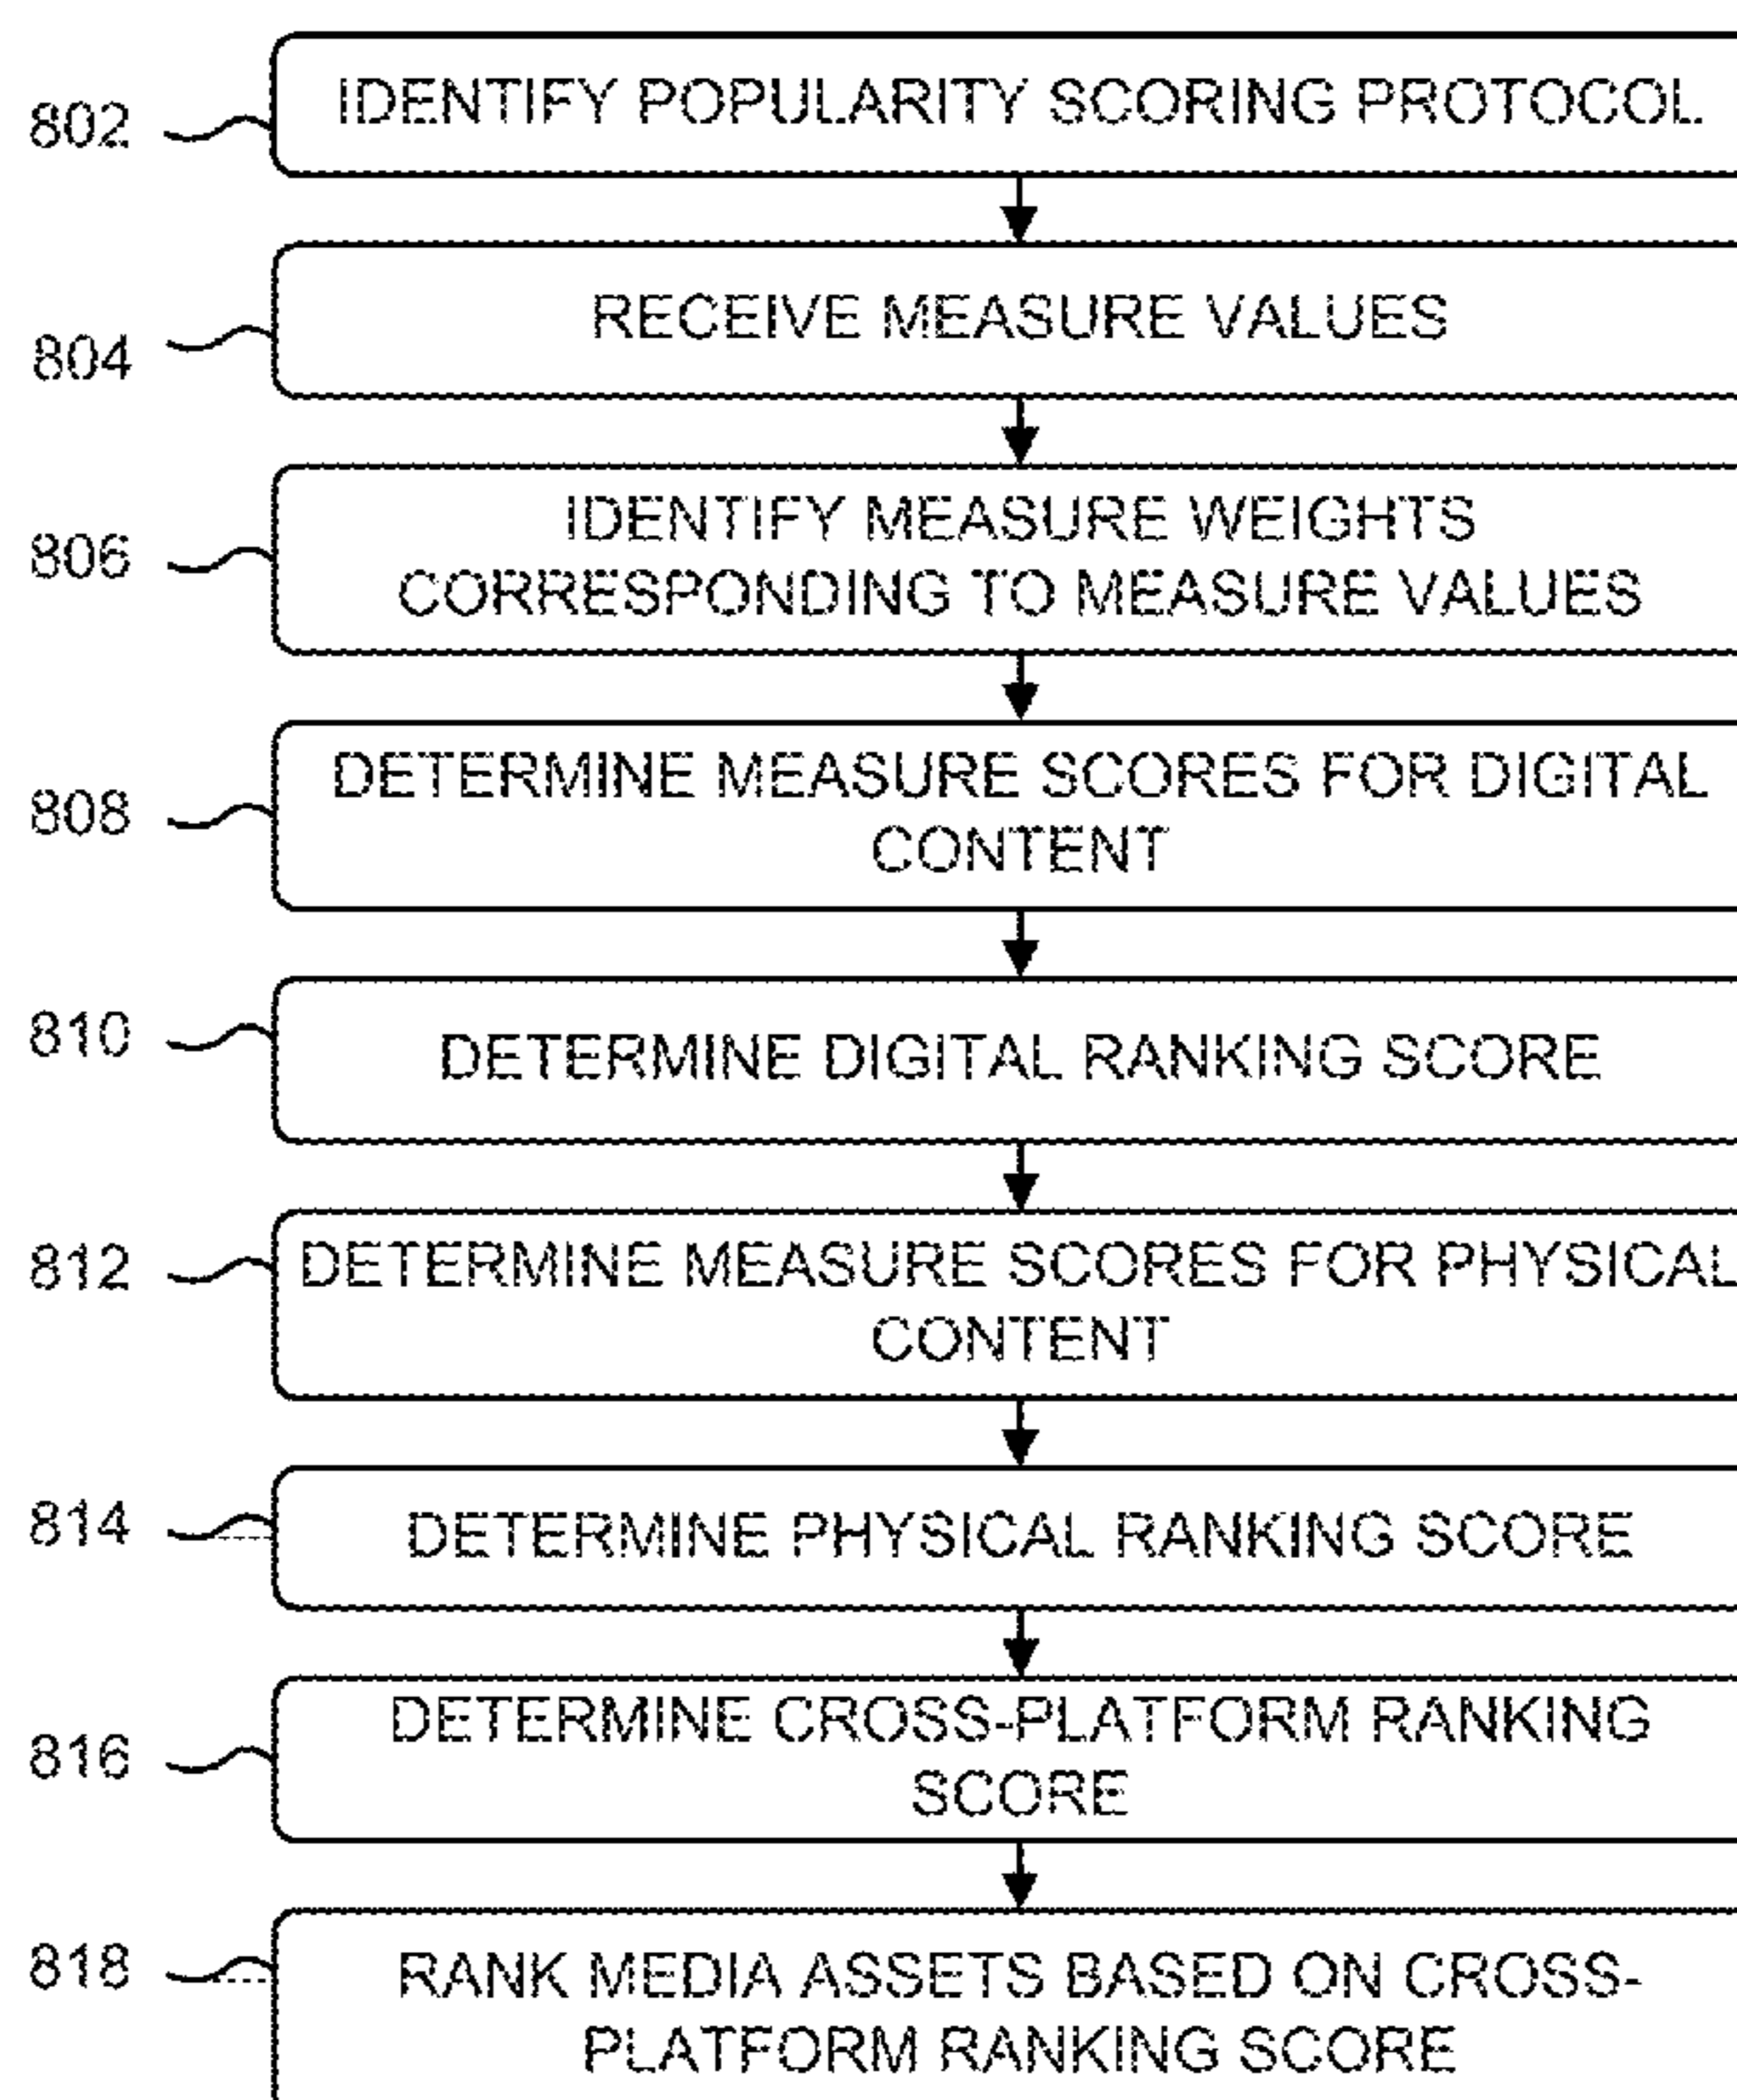 802
IDENTIFY POPULARITY SCORING PROTOCOL
804
RECEIVE MEASURE VALUES
806
IDENTIFY MEASURE WEIGHTS
CORRESPONDING TO MEASURE VALUES
808
DETERMINE MEASURE SCORES FOR DIGITAL
CONTENT
810
DETERMINE DIGITAL RANKING SCORE
812
DETERMINE MEASURE SCORES FOR PHYSICAL
CONTENT
814
DETERMINE PHYSICAL RANKING SCORE
816
DETERMINE CROSS-PLATFORM RANKING
SCORE
818
RANK MEDIA ASSETS BASED ON CROSS-
PLATFORM RANKING SCORE